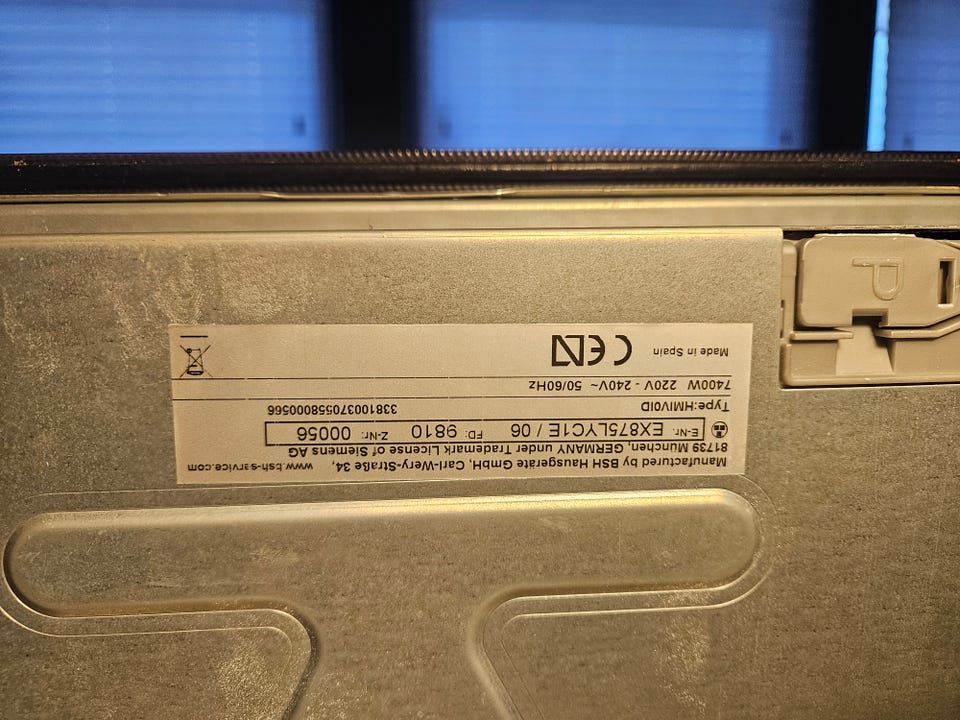 Manufactured by BSH Hausgeräte GmbH, Carl-Wery-Straße 34,
81739 München, GERMANY under Trademark License of Siemens AG
www.bsh-service.com
E-Nr. EX875LYC1E / 06 FD: 9810 Z-Nr: 00056
Type:HMIV0ID 338100370558000566
7400W 220V - 240V~ 50/60Hz
Made in Spain CE
P